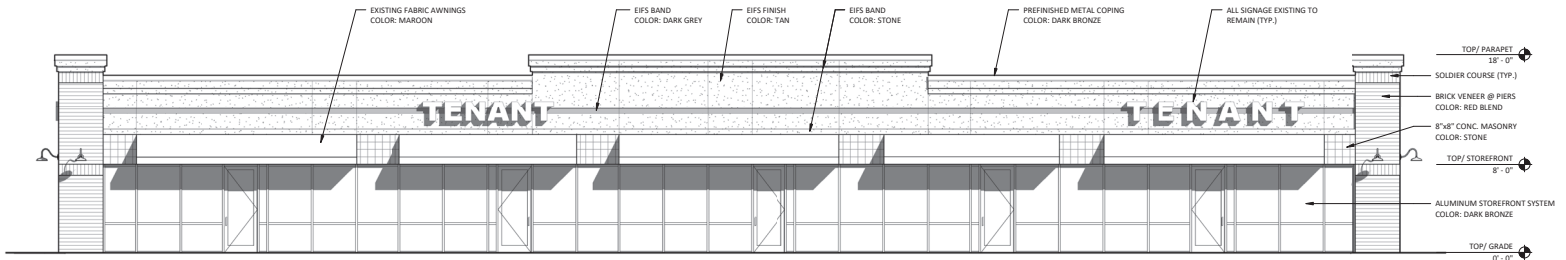 EXISTING FABRIC AWNINGS
COLOR: MAROON
EIFS BAND
COLOR: DARK GREY
EIFS FINISH
COLOR: TAN
EIFS BAND
COLOR: STONE
PREFINISHED METAL COPING
COLOR: DARK BRONZE
ALL SIGNAGE EXISTING TO
REMAIN (TYP.)
TOP/ PARAPET
18' - 0"
SOLDIER COURSE (TYP.)
BRICK VENEER @ PIERS
COLOR: RED BLEND
TENANT
TENANT
8"x8" CONC. MASONRY
COLOR: STONE
TOP/ STOREFRONT
8' - 0"
ALUMINUM STOREFRONT SYSTEM
COLOR: DARK BRONZE
TOP/ GRADE
0' - 0"